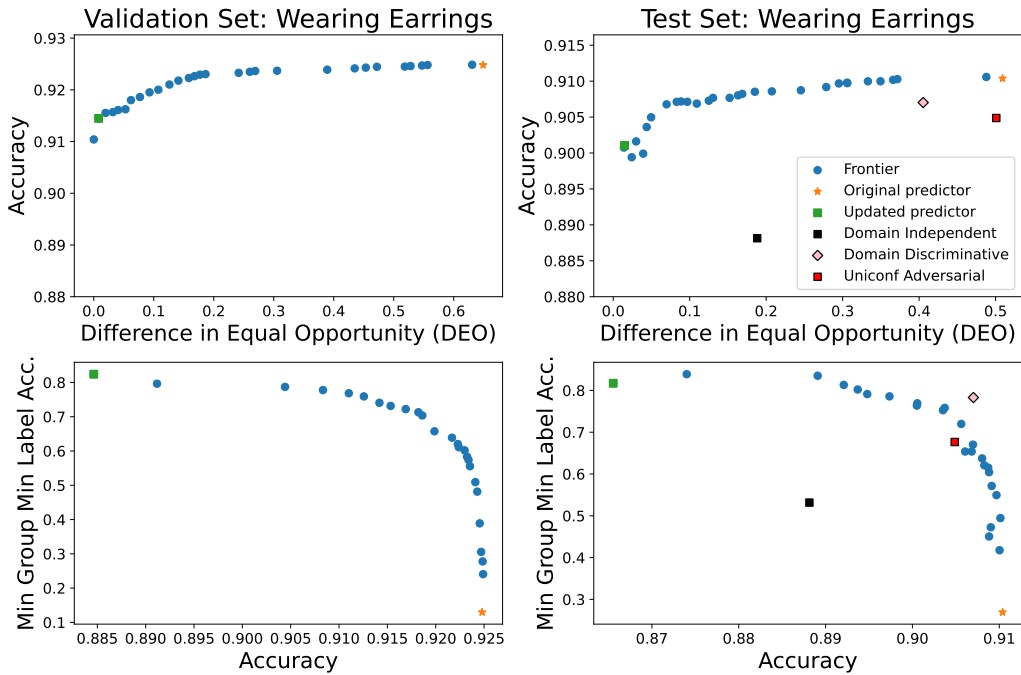 Validation Set: Wearing Earrings
0.93
0.92
0.91
0.90
0.89
0.88
Accuracy
0.0 0.1 0.2 0.3 0.4 0.5 0.6
Difference in Equal Opportunity (DEO)
Test Set: Wearing Earrings
0.915
0.910
0.905
0.900
0.895
0.890
0.885
0.880
Accuracy
Frontier
Original predictor
Updated predictor
Domain Independent
Domain Discriminative
Uniconf Adversarial
0.0 0.1 0.2 0.3 0.4 0.5
Difference in Equal Opportunity (DEO)
0.8
0.7
0.6
0.5
0.4
0.3
0.2
0.1
Min Group Min Label Acc.
0.885 0.890 0.895 0.900 0.905 0.910 0.915 0.920 0.925
Accuracy
0.8
0.7
0.6
0.5
0.4
0.3
Min Group Min Label Acc.
0.87 0.88 0.89 0.90 0.91
Accuracy